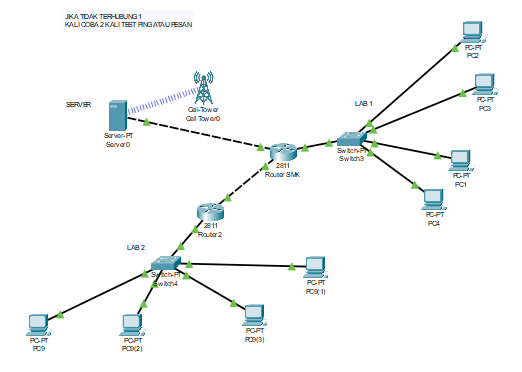 JIKA TIDAK TERHUBUNG 1
KALI COBA 2 KALI TEST PING ATAU PESAN
SERVER
Cell-Tower
Cell Tower0
Server-PT
Server0
LAB 1
PC-PT
PC2
PC-PT
PC3
Switch-PT
Switch3
2811
Router SMK
PC-PT
PC1
PC-PT
PC4
2811
Router2
LAB 2
Switch-PT
Switch4
PC-PT
PC9(1)
PC-PT
PC9
PC-PT
PC9(2)
PC-PT
PC9(3)